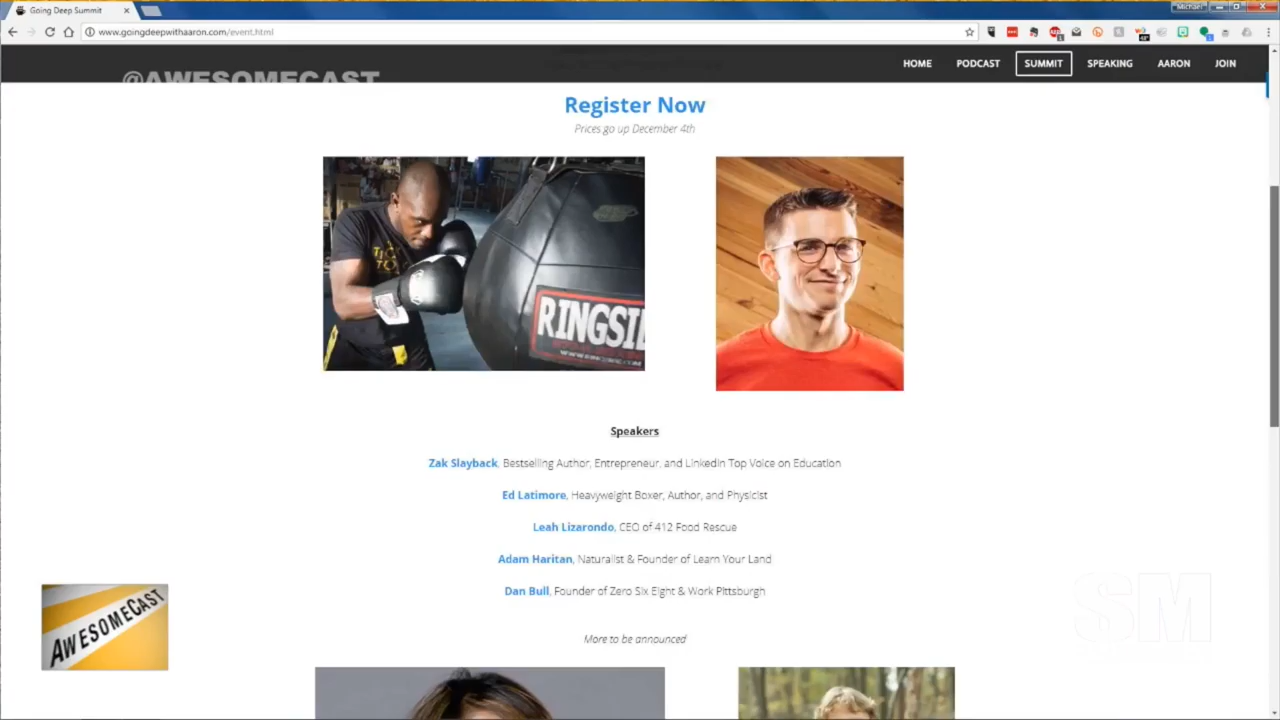 Going Deep Summit
Michael
www.goingdeepwithaaron.com/event.html
@AWESOMECAST
HOME PODCAST SUMMIT SPEAKING AARON JOIN
Register Now
Prices go up December 4th
RINGSI
Speakers
Zak Slayback, Bestselling Author, Entrepreneur, and LinkedIn Top Voice on Education
Ed Latimore, Heavyweight Boxer, Author, and Physicist
Leah Lizarondo, CEO of 412 Food Rescue
Adam Haritan, Naturalist & Founder of Learn Your Land
Dan Bull, Founder of Zero Six Eight & Work Pittsburgh
AWESOMECAST
SM
More to be announced